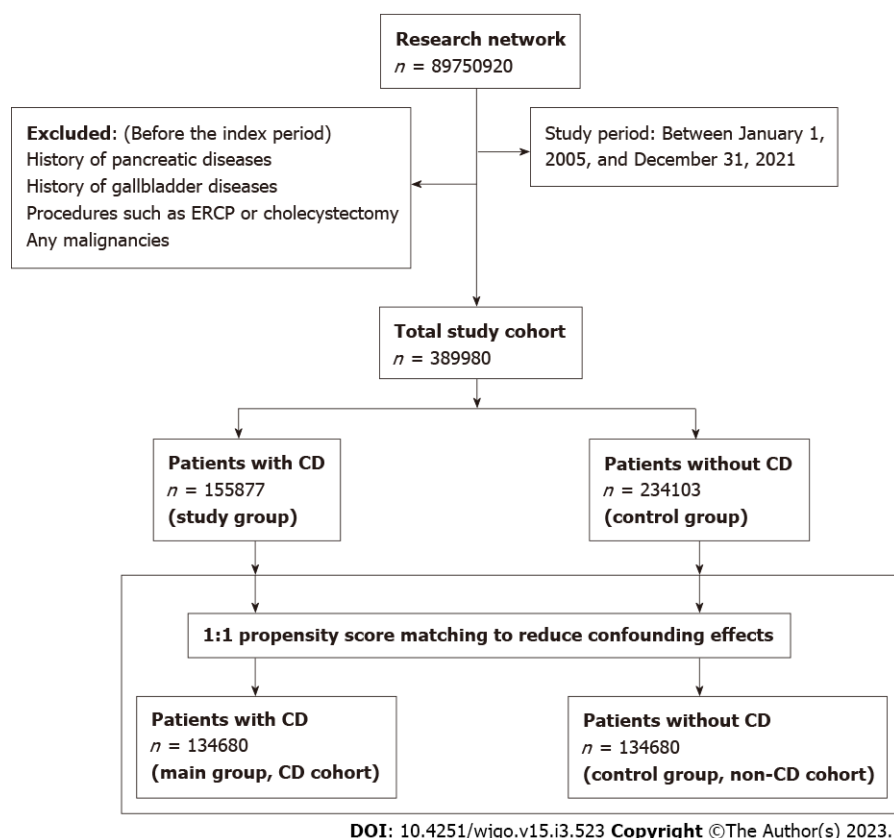 Research network
n = 89750920
Excluded: (Before the index period)
History of pancreatic diseases
History of gallbladder diseases
Procedures such as ERCP or cholecystectomy
Any malignancies
Study period: Between January 1,
2005, and December 31, 2021
Total study cohort
n = 389980
Patients with CD
n = 155877
(study group)
Patients without CD
n = 234103
(control group)
1:1 propensity score matching to reduce confounding effects
Patients with CD
n = 134680
(main group, CD cohort)
Patients without CD
n = 134680
(control group, non-CD cohort)
DOI: 10.4251/wjgo.v15.i3.523 Copyright ©The Author(s) 2023.